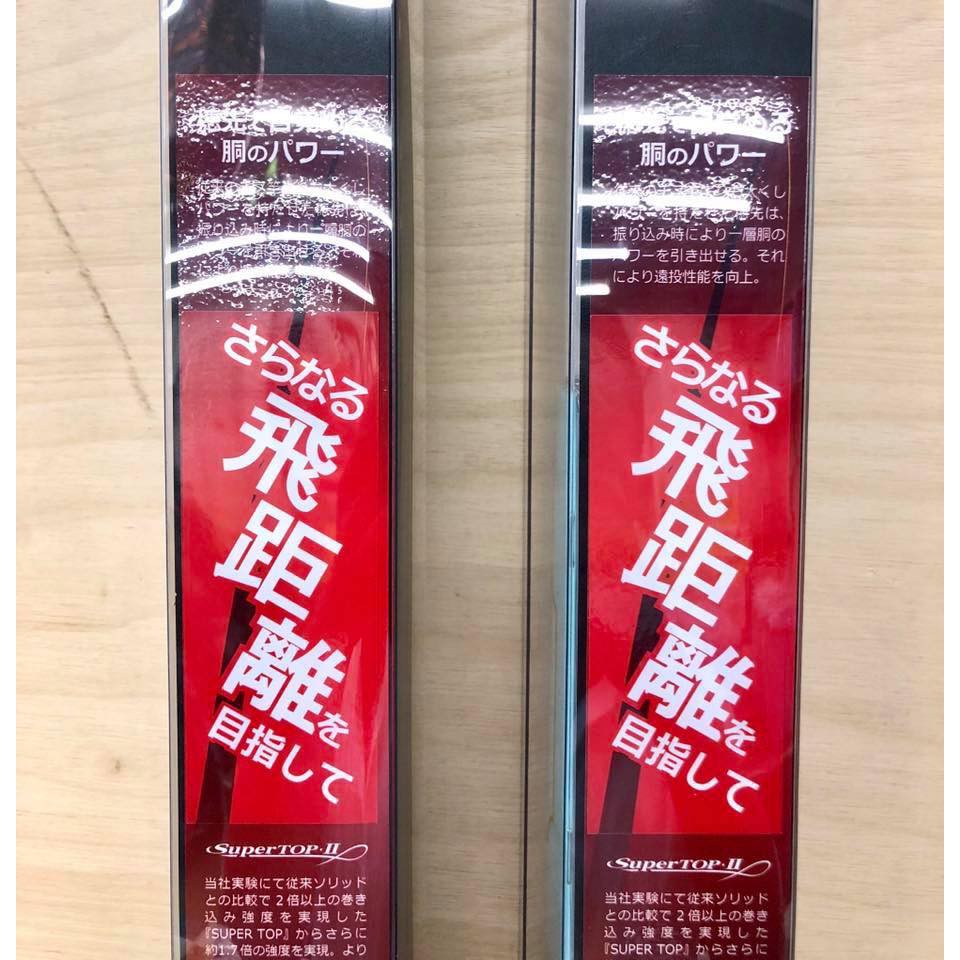 胴のパワー
さらなる
飛距離を
目指して
SuperTOP・II
当社実験にて従来ソリッド
との比較で2倍以上の巻き
込み強度を実現した
『SUPER TOP』からさらに
約1.7倍の強度を実現。より
胴のパワー
振り込み時により一層胴の
パワーを引き出せる。それ
により遠投性能を向上。
さらなる
飛距離を
目指して
SuperTOP・II
当社実験にて従来ソリッド
との比較で2倍以上の巻き
込み強度を実現した
『SUPER TOP』からさらに